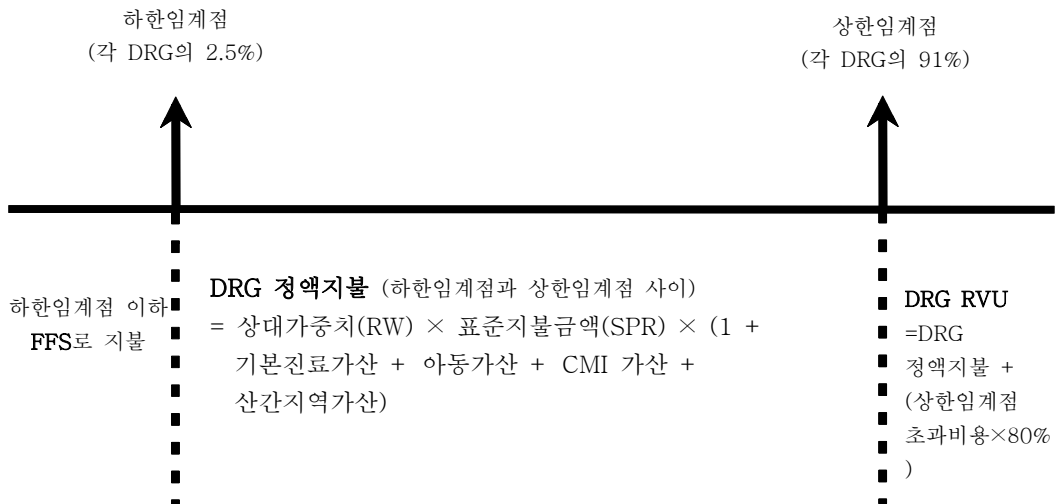 하한임계점
(각 DRG의 2.5%)
상한임계점
(각 DRG의 91%)
하한임계점 이하
FFS로 지불
DRG 정액지불 (하한임계점과 상한임계점 사이)
= 상대가중치(RW) × 표준지불금액(SPR) × (1 +
기본진료가산 + 아동가산 + CMI 가산 +
산간지역가산)
DRG RVU
=DRG
정액지불 +
(상한임계점
초과비용×80%
)